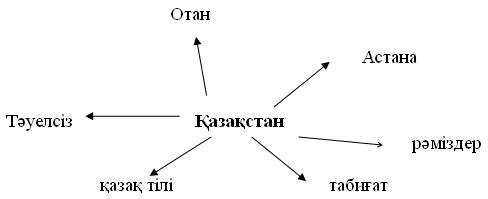 Отан
Астана
Тәуелсіз
Қазақстан
рәміздер
қазақ тілі
табиғат